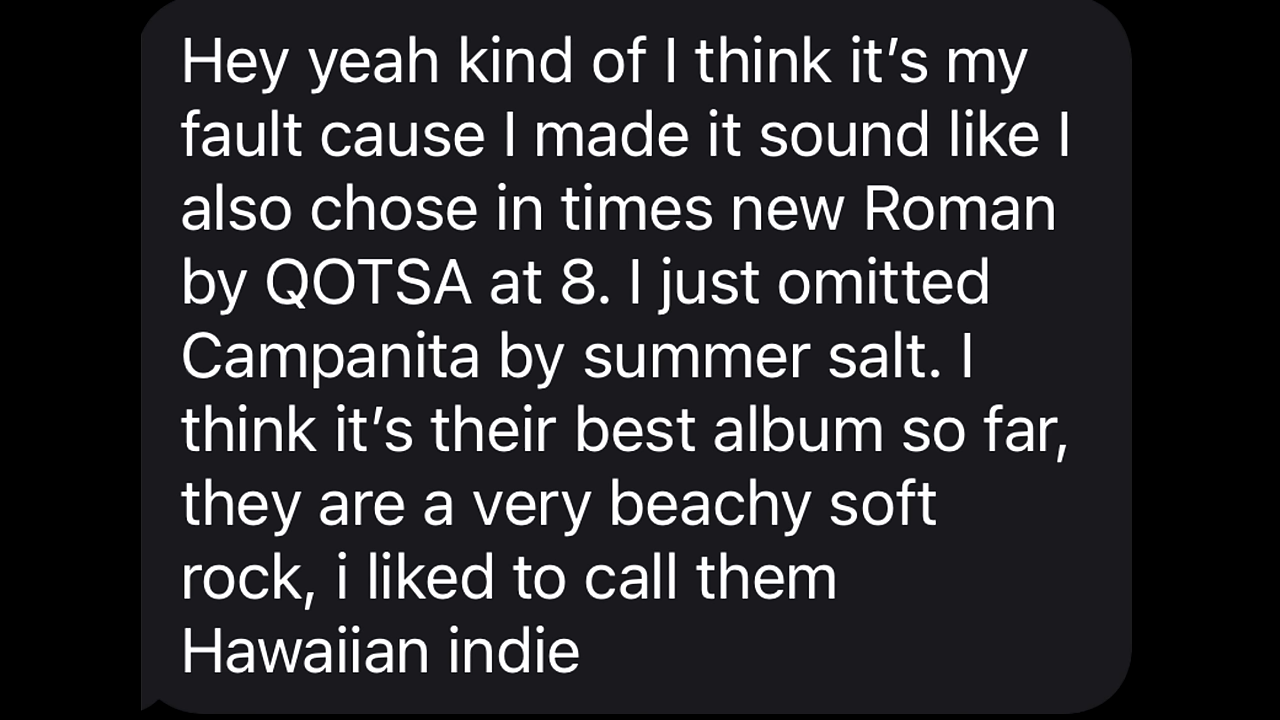 Hey yeah kind of I think it’s my
fault cause I made it sound like I
also chose in times new Roman
by QOTSA at 8. I just omitted
Campanita by summer salt. I
think it’s their best album so far,
they are a very beachy soft
rock, i liked to call them
Hawaiian indie